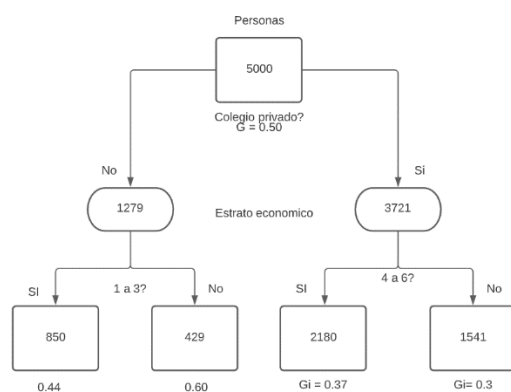 Personas
5000
Colegio privado?
G = 0.50
No
Si
1279
Estrato economico
3721
SI
1 a 3?
No
SI
4 a 6?
No
850
429
2180
1541
0.44
0.60
Gi = 0.37
Gi= 0.3